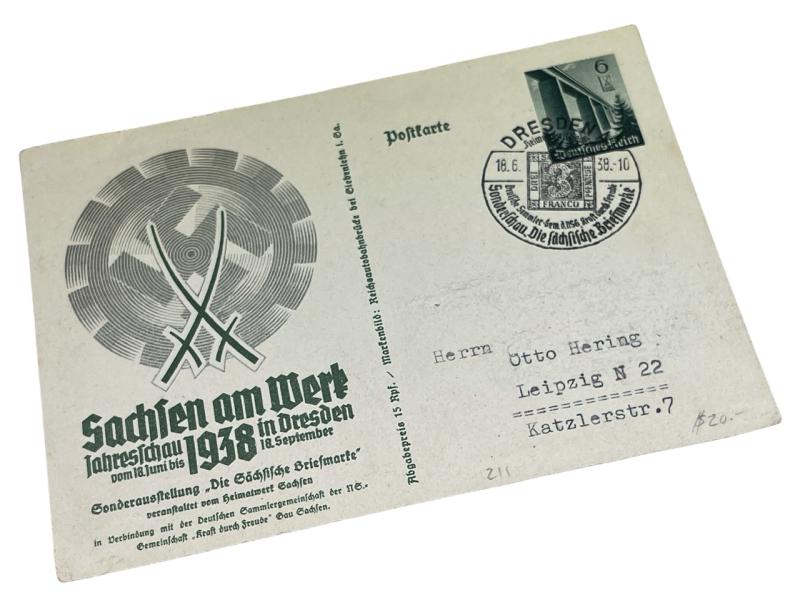 Sachsen am Werk
Jahresschau 1938 in Dresden
vom 18. Juni bis 18. September
Sonderausstellung „Die Sächsische Briefmarke“
veranstaltet vom Heimatwerk Sachsen
in Verbindung mit der Deutschen Sammlergemeinschaft der NS.-
Gemeinschaft „Kraft durch Freude“ Gau Sachsen.
Abgabepreis 15 Rpf. / Markenbild: Reichsautobahnbrücke bei Siebenlehn i. Sa.
Postkarte
6
Deutsches Reich
DRESDEN
18.6. 38.-10
DREI
PFENNIGE
3
FRANCO
Sonderschau. Die sächsische Briefmarke
Herrn Otto Hering
Leipzig N 22
============
Katzlerstr.7
$20.-
211